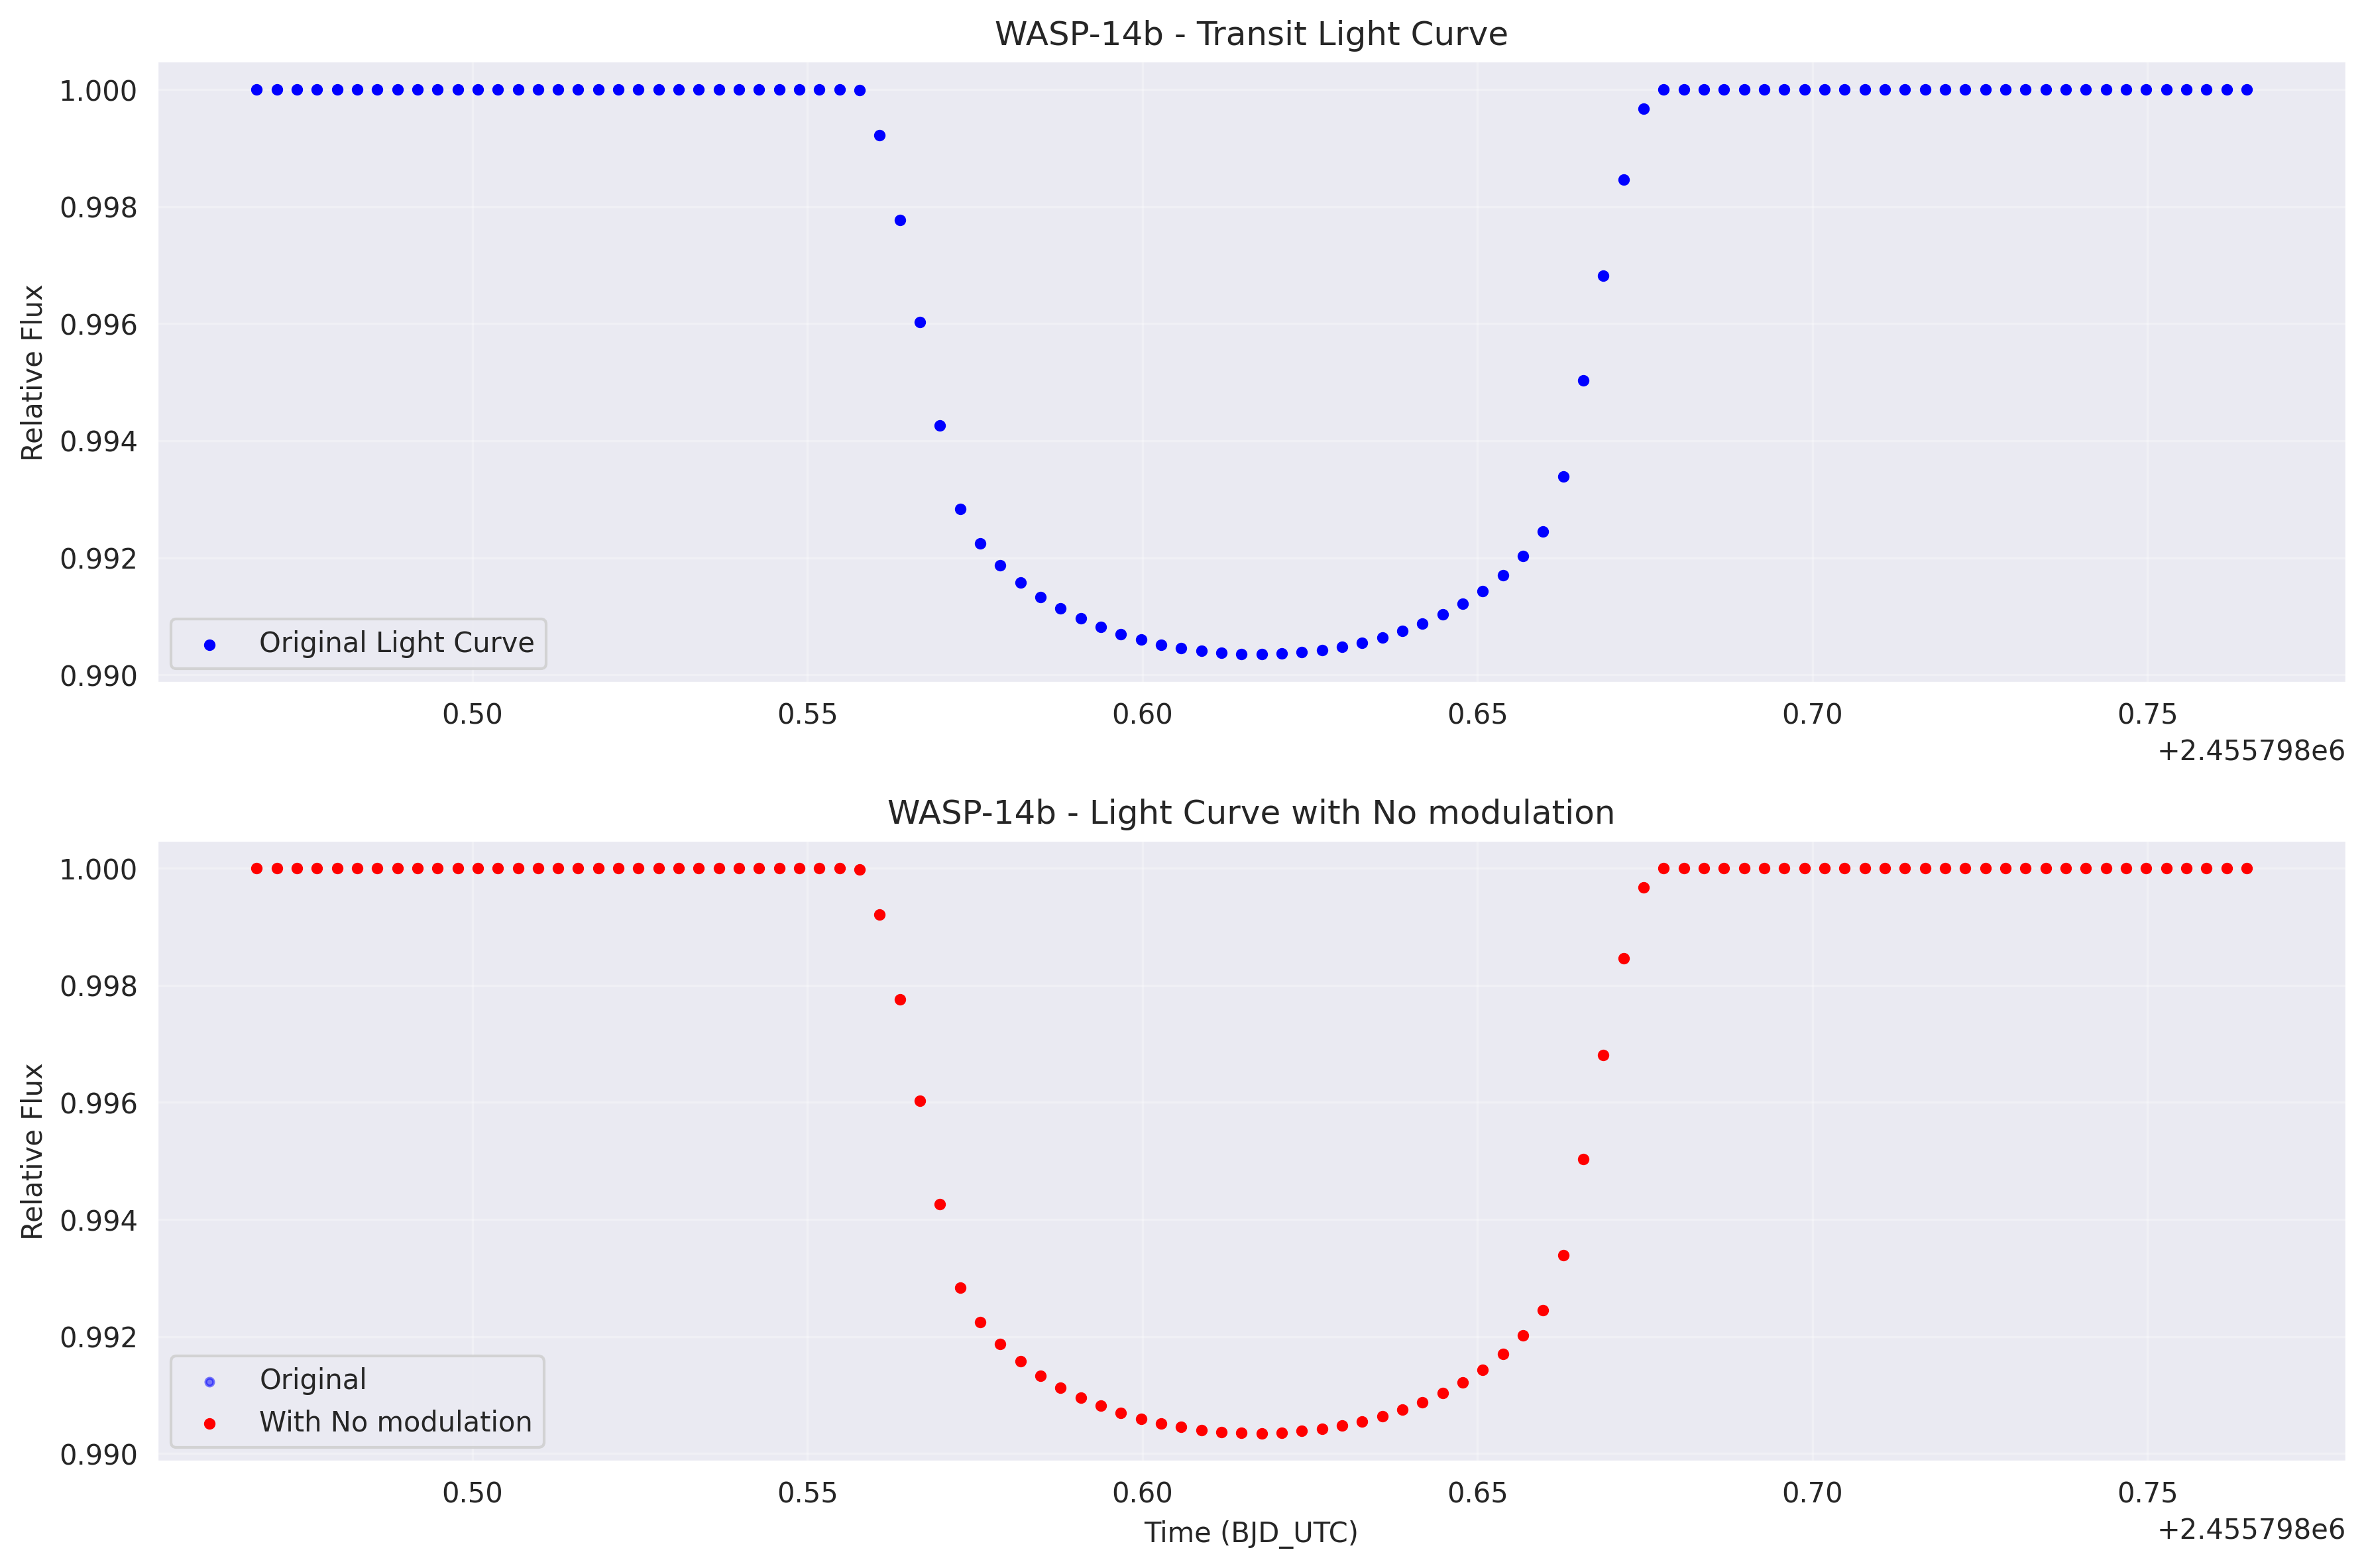 WASP-14b - Transit Light Curve
Relative Flux
1.000
0.998
0.996
0.994
0.992
0.990
Original Light Curve
0.50 0.55 0.60 0.65 0.70 0.75
+2.455798e6
WASP-14b - Light Curve with No modulation
Relative Flux
1.000
0.998
0.996
0.994
0.992
0.990
Original
With No modulation
0.50 0.55 0.60 0.65 0.70 0.75
Time (BJD_UTC)
+2.455798e6